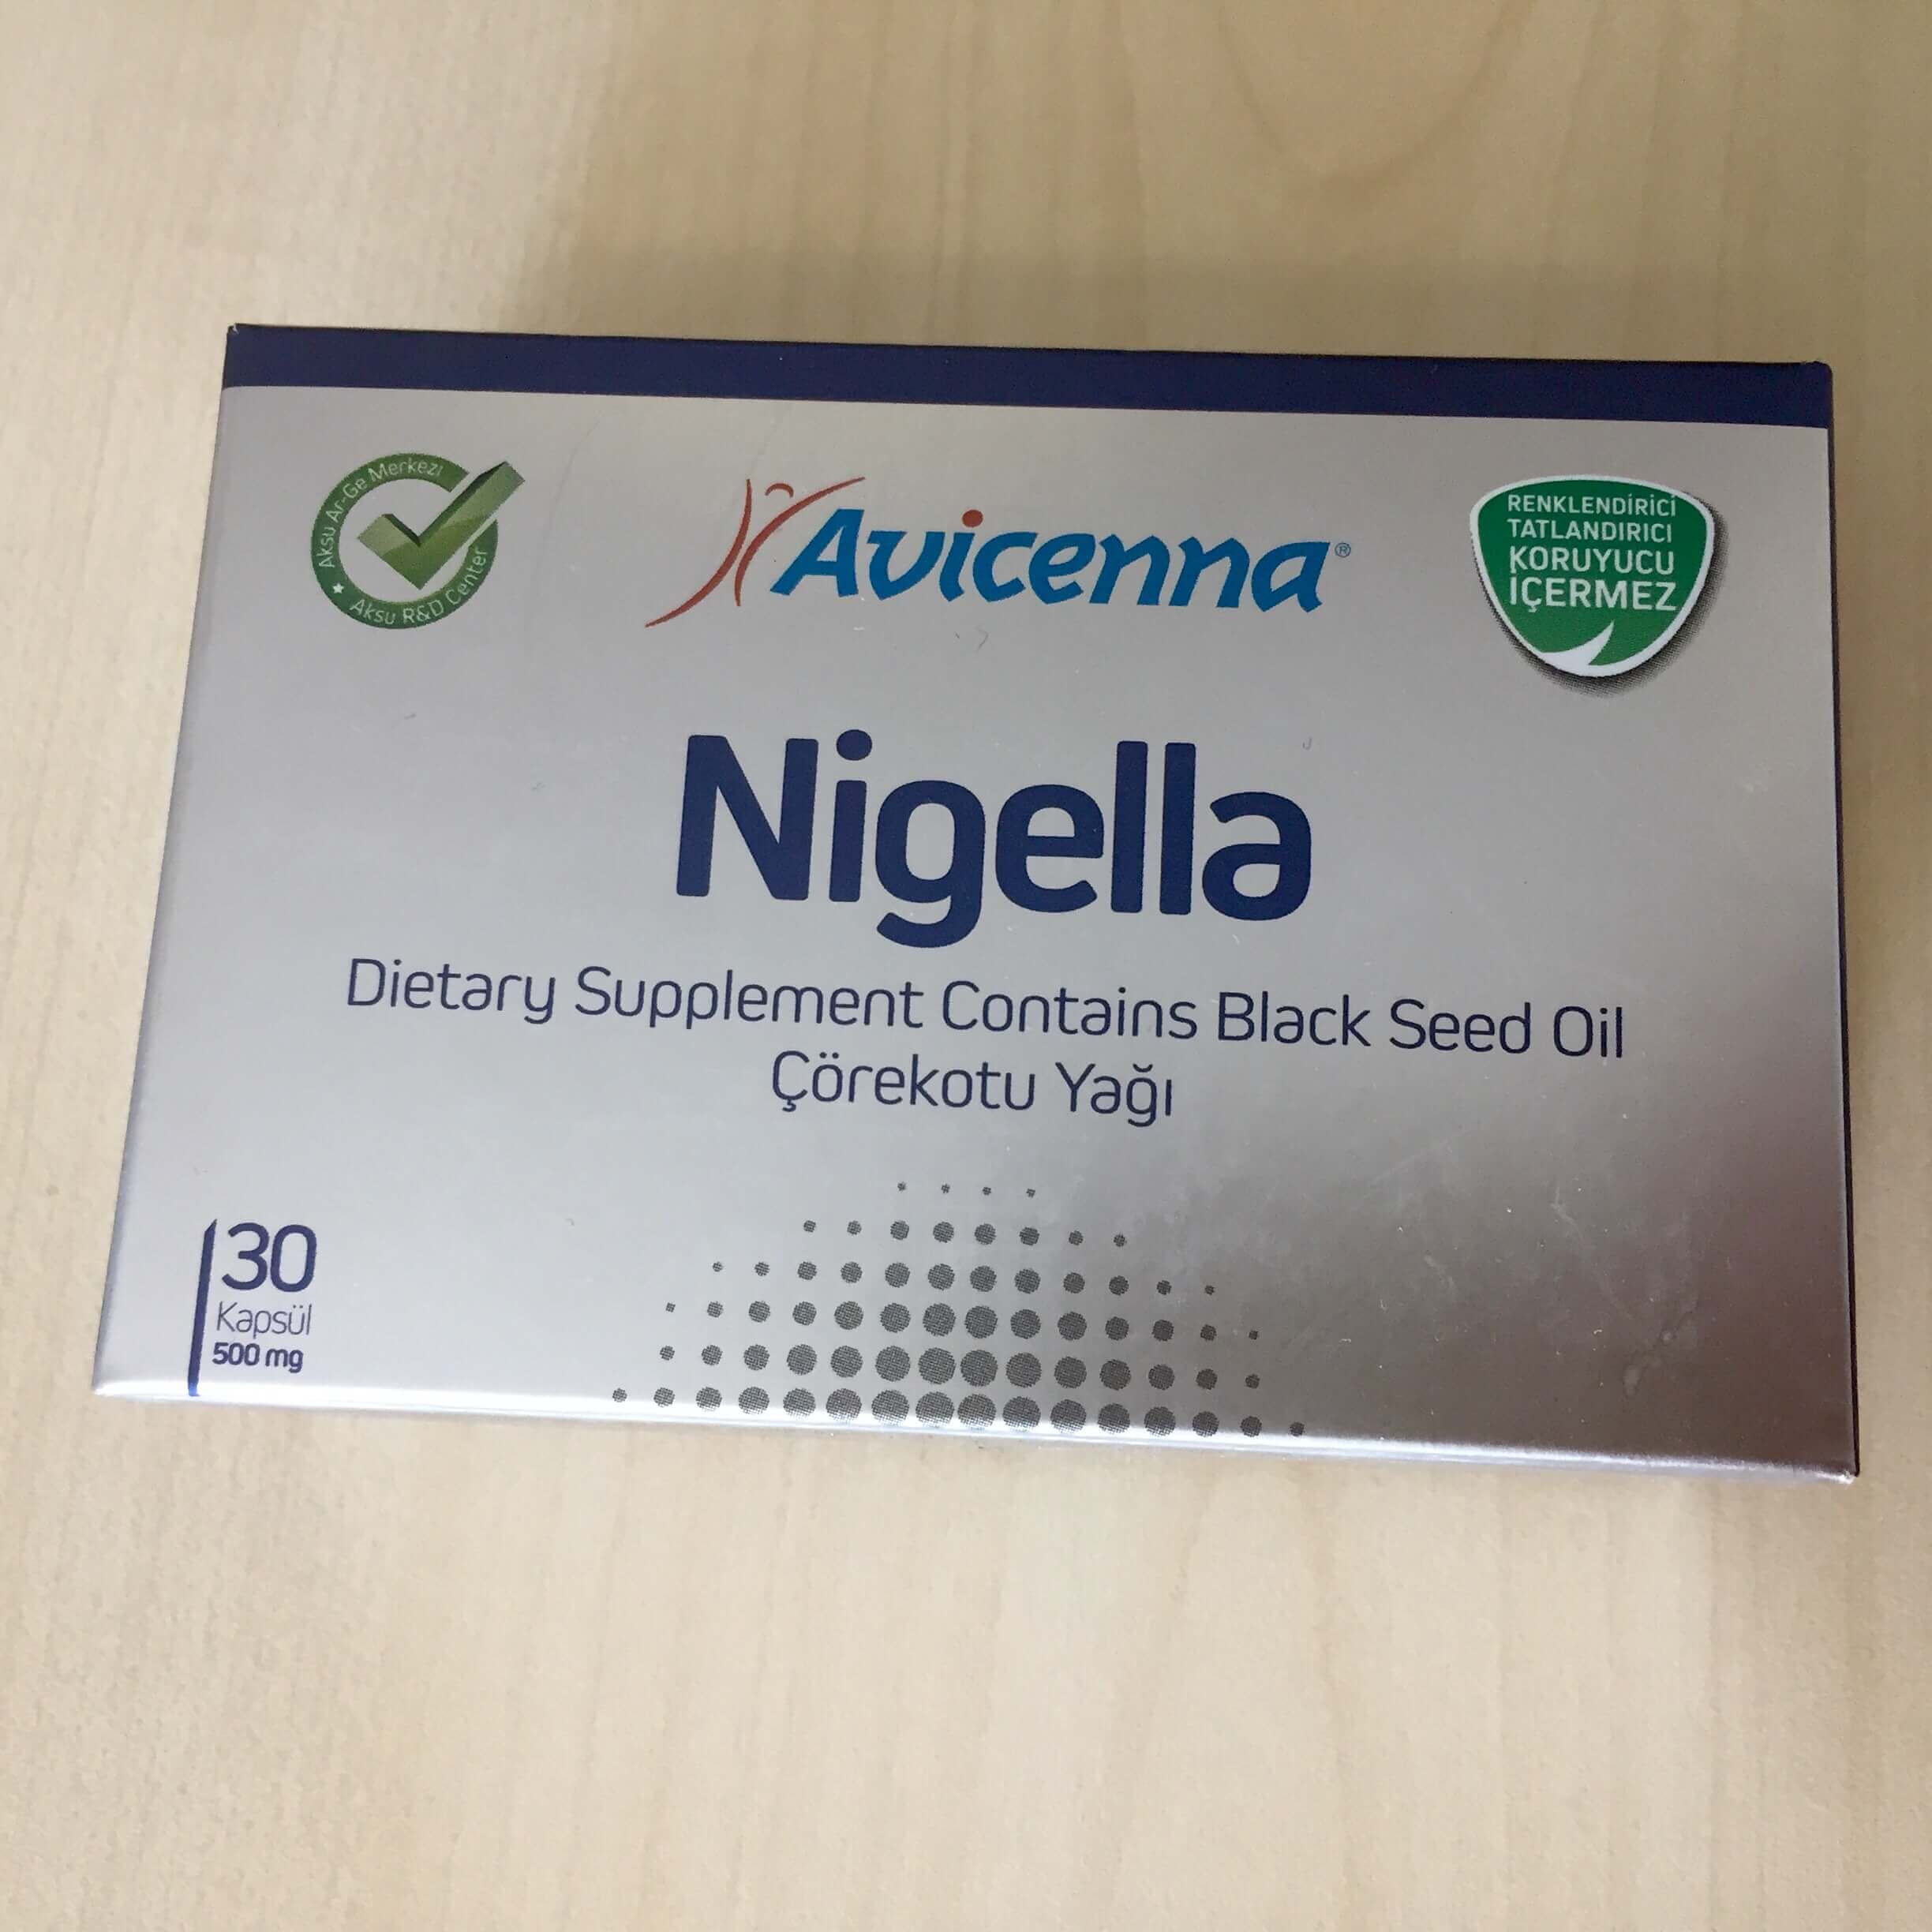 Aksu Ar-Ge Merkezi
Aksu R&D Center
Avicenna®
RENKLENDİRİCİ
TATLANDIRICI
KORUYUCU
İÇERMEZ
Nigella
Dietary Supplement Contains Black Seed Oil
Çörekotu Yağı
30
Kapsül
500 mg